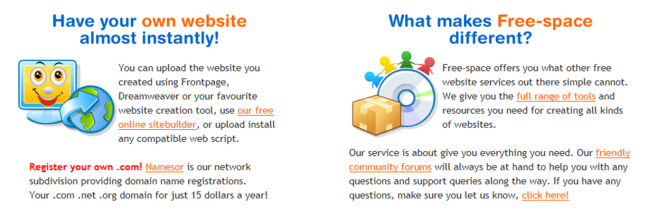 Have your own website
almost instantly!
You can upload the website you
created using Frontpage,
Dreamweaver or your favourite
website creation tool, use our free
online sitebuilder, or upload install
any compatible web script.
Register your own .com! Namesor is our network
subdivision providing domain name registrations.
Your .com .net .org domain for just 15 dollars a year!
What makes Free-space
different?
Free-space offers you what other free
website services out there simple cannot.
We give you the full range of tools and
resources you need for creating all kinds
of websites.
Our service is about give you everything you need. Our friendly
community forums will always be at hand to help you with any
questions and support queries along the way. If you have any
questions, make sure you let us know, click here!